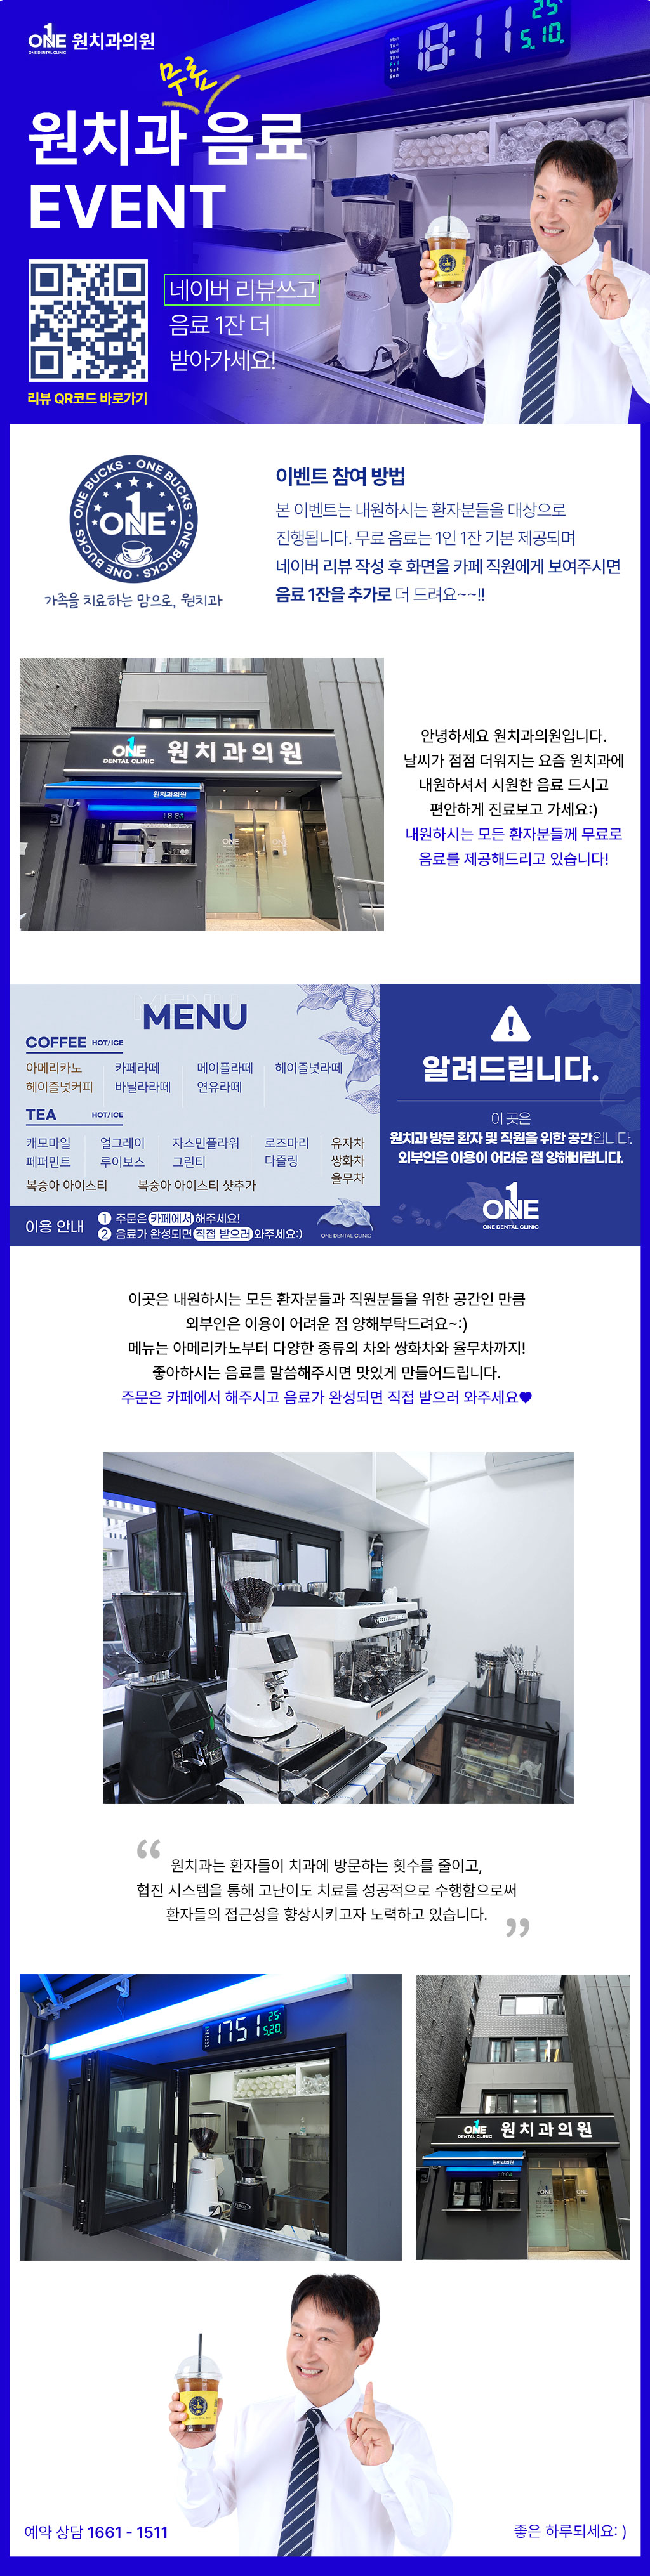 ONE 원치과의원
ONE DENTAL CLINIC
Mon
Tue
Wed
Thu
Fri
Sat
Sun
18:11 25
5.10.
무료
원치과 음료
EVENT
네이버 리뷰쓰고
음료 1잔 더
받아가세요!
리뷰 QR코드 바로가기
ONE BUCKS · ONE BUCKS · ONE BUCKS · ONE BUCKS
1
ONE
가족을 치료하는 맘으로, 원치과
이벤트 참여 방법
본 이벤트는 내원하시는 환자분들을 대상으로
진행됩니다. 무료 음료는 1인 1잔 기본 제공되며
네이버 리뷰 작성 후 화면을 카페 직원에게 보여주시면
음료 1잔을 추가로 더 드려요~~!!
ONE 원치과의원
DENTAL CLINIC
원치과의원
ONE
안녕하세요 원치과의원입니다.
날씨가 점점 더워지는 요즘 원치과에
내원하셔서 시원한 음료 드시고
편안하게 진료보고 가세요:)
내원하시는 모든 환자분들께 무료로
음료를 제공해드리고 있습니다!
MENU
COFFEE HOT/ICE
아메리카노 카페라떼 메이플라떼 헤이즐넛라떼
헤이즐넛커피 바닐라라떼 연유라떼
TEA HOT/ICE
캐모마일 얼그레이 자스민플라워 로즈마리 유자차
페퍼민트 루이보스 그린티 다즐링 쌍화차
복숭아 아이스티 복숭아 아이스티 샷추가 율무차
이용 안내 1 주문은 카페에서 해주세요!
2 음료가 완성되면 직접 받으러 와주세요:)
ONE DENTAL CLINIC
알려드립니다.
이 곳은
원치과 방문 환자 및 직원을 위한 공간입니다.
외부인은 이용이 어려운 점 양해바랍니다.
ONE
ONE DENTAL CLINIC
이곳은 내원하시는 모든 환자분들과 직원분들을 위한 공간인 만큼
외부인은 이용이 어려운 점 양해부탁드려요~:)
메뉴는 아메리카노부터 다양한 종류의 차와 쌍화차와 율무차까지!
좋아하시는 음료를 말씀해주시면 맛있게 만들어드립니다.
주문은 카페에서 해주시고 음료가 완성되면 직접 받으러 와주세요♥
“ 원치과는 환자들이 치과에 방문하는 횟수를 줄이고,
협진 시스템을 통해 고난이도 치료를 성공적으로 수행함으로써
환자들의 접근성을 향상시키고자 노력하고 있습니다. ”
17:51 25
5.20.
ONE 원치과의원
DENTAL CLINIC
원치과의원
ONE
예약 상담 1661 - 1511
좋은 하루되세요: )